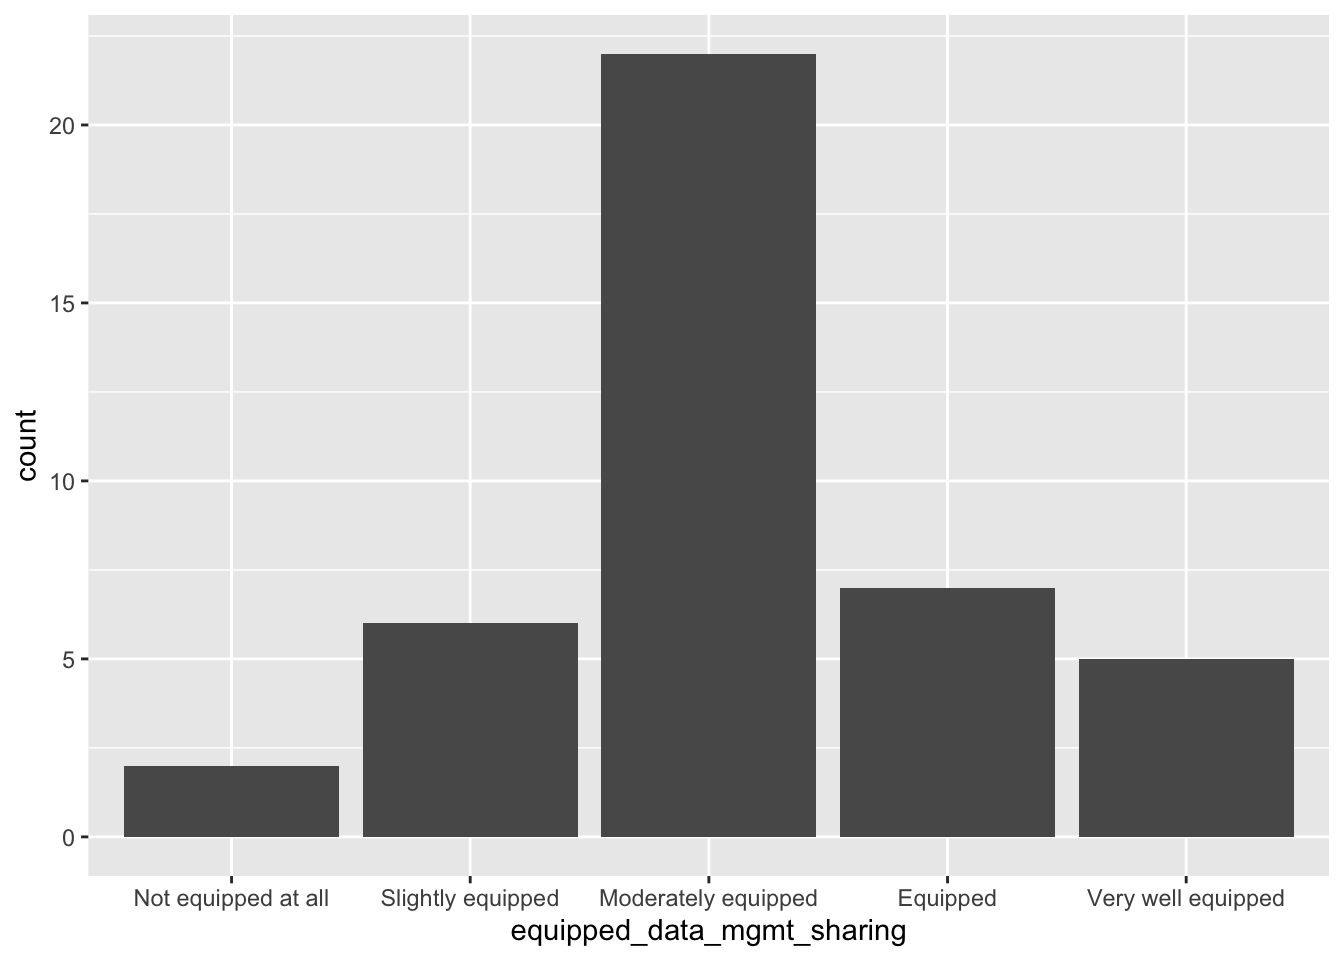 count
20
15
10
5
0
Not equipped at all
Slightly equipped
Moderately equipped
Equipped
Very well equipped
equipped_data_mgmt_sharing